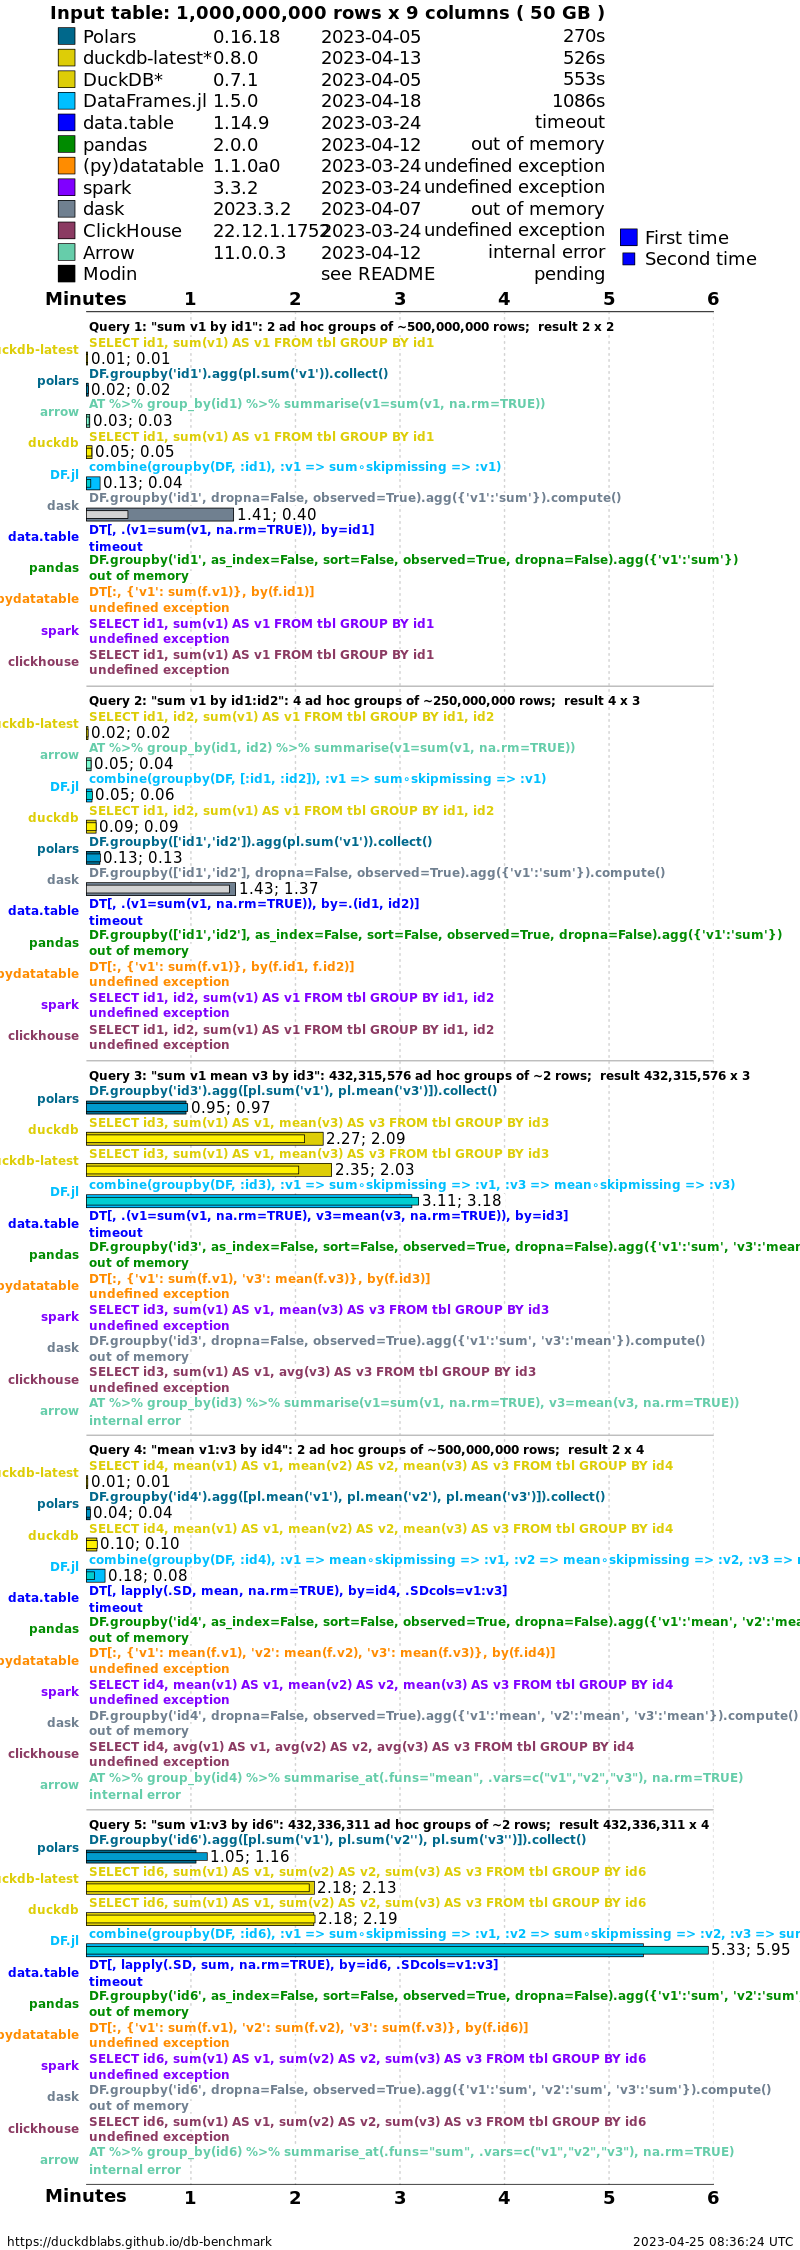 Input table: 1,000,000,000 rows x 9 columns ( 50 GB )
Polars 0.16.18 2023-04-05 270s
duckdb-latest* 0.8.0 2023-04-13 526s
DuckDB* 0.7.1 2023-04-05 553s
DataFrames.jl 1.5.0 2023-04-18 1086s
data.table 1.14.9 2023-03-24 timeout
pandas 2.0.0 2023-04-12 out of memory
(py)datatable 1.1.0a0 2023-03-24 undefined exception
spark 3.3.2 2023-03-24 undefined exception
dask 2023.3.2 2023-04-07 out of memory
ClickHouse 22.12.1.1752 2023-03-24 undefined exception
Arrow 11.0.0.3 2023-04-12 internal error
Modin see README pending
First time
Second time
Minutes 1 2 3 4 5 6
Query 1: "sum v1 by id1": 2 ad hoc groups of ~500,000,000 rows;  result 2 x 2
uckdb-latest SELECT id1, sum(v1) AS v1 FROM tbl GROUP BY id1
0.01; 0.01
polars DF.groupby('id1').agg(pl.sum('v1')).collect()
0.02; 0.02
arrow AT %>% group_by(id1) %>% summarise(v1=sum(v1, na.rm=TRUE))
0.03; 0.03
duckdb SELECT id1, sum(v1) AS v1 FROM tbl GROUP BY id1
0.05; 0.05
DF.jl combine(groupby(DF, :id1), :v1 => sum∘skipmissing => :v1)
0.13; 0.04
dask DF.groupby('id1', dropna=False, observed=True).agg({'v1':'sum'}).compute()
1.41; 0.40
data.table DT[, .(v1=sum(v1, na.rm=TRUE)), by=id1]
timeout
pandas DF.groupby('id1', as_index=False, sort=False, observed=True, dropna=False).agg({'v1':'sum'})
out of memory
pydatatable DT[:, {'v1': sum(f.v1)}, by(f.id1)]
undefined exception
spark SELECT id1, sum(v1) AS v1 FROM tbl GROUP BY id1
undefined exception
clickhouse SELECT id1, sum(v1) AS v1 FROM tbl GROUP BY id1
undefined exception
Query 2: "sum v1 by id1:id2": 4 ad hoc groups of ~250,000,000 rows;  result 4 x 3
uckdb-latest SELECT id1, id2, sum(v1) AS v1 FROM tbl GROUP BY id1, id2
0.02; 0.02
arrow AT %>% group_by(id1, id2) %>% summarise(v1=sum(v1, na.rm=TRUE))
0.05; 0.04
DF.jl combine(groupby(DF, [:id1, :id2]), :v1 => sum∘skipmissing => :v1)
0.05; 0.06
duckdb SELECT id1, id2, sum(v1) AS v1 FROM tbl GROUP BY id1, id2
0.09; 0.09
polars DF.groupby(['id1','id2']).agg(pl.sum('v1')).collect()
0.13; 0.13
dask DF.groupby(['id1','id2'], dropna=False, observed=True).agg({'v1':'sum'}).compute()
1.43; 1.37
data.table DT[, .(v1=sum(v1, na.rm=TRUE)), by=.(id1, id2)]
timeout
pandas DF.groupby(['id1','id2'], as_index=False, sort=False, observed=True, dropna=False).agg({'v1':'sum'})
out of memory
pydatatable DT[:, {'v1': sum(f.v1)}, by(f.id1, f.id2)]
undefined exception
spark SELECT id1, id2, sum(v1) AS v1 FROM tbl GROUP BY id1, id2
undefined exception
clickhouse SELECT id1, id2, sum(v1) AS v1 FROM tbl GROUP BY id1, id2
undefined exception
Query 3: "sum v1 mean v3 by id3": 432,315,576 ad hoc groups of ~2 rows;  result 432,315,576 x 3
polars DF.groupby('id3').agg([pl.sum('v1'), pl.mean('v3')]).collect()
0.95; 0.97
duckdb SELECT id3, sum(v1) AS v1, mean(v3) AS v3 FROM tbl GROUP BY id3
2.27; 2.09
uckdb-latest SELECT id3, sum(v1) AS v1, mean(v3) AS v3 FROM tbl GROUP BY id3
2.35; 2.03
DF.jl combine(groupby(DF, :id3), :v1 => sum∘skipmissing => :v1, :v3 => mean∘skipmissing => :v3)
3.11; 3.18
data.table DT[, .(v1=sum(v1, na.rm=TRUE), v3=mean(v3, na.rm=TRUE)), by=id3]
timeout
pandas DF.groupby('id3', as_index=False, sort=False, observed=True, dropna=False).agg({'v1':'sum', 'v3':'mean
out of memory
pydatatable DT[:, {'v1': sum(f.v1), 'v3': mean(f.v3)}, by(f.id3)]
undefined exception
spark SELECT id3, sum(v1) AS v1, mean(v3) AS v3 FROM tbl GROUP BY id3
undefined exception
dask DF.groupby('id3', dropna=False, observed=True).agg({'v1':'sum', 'v3':'mean'}).compute()
out of memory
clickhouse SELECT id3, sum(v1) AS v1, avg(v3) AS v3 FROM tbl GROUP BY id3
undefined exception
arrow AT %>% group_by(id3) %>% summarise(v1=sum(v1, na.rm=TRUE), v3=mean(v3, na.rm=TRUE))
internal error
Query 4: "mean v1:v3 by id4": 2 ad hoc groups of ~500,000,000 rows;  result 2 x 4
uckdb-latest SELECT id4, mean(v1) AS v1, mean(v2) AS v2, mean(v3) AS v3 FROM tbl GROUP BY id4
0.01; 0.01
polars DF.groupby('id4').agg([pl.mean('v1'), pl.mean('v2'), pl.mean('v3')]).collect()
0.04; 0.04
duckdb SELECT id4, mean(v1) AS v1, mean(v2) AS v2, mean(v3) AS v3 FROM tbl GROUP BY id4
0.10; 0.10
DF.jl combine(groupby(DF, :id4), :v1 => mean∘skipmissing => :v1, :v2 => mean∘skipmissing => :v2, :v3 =>
0.18; 0.08
data.table DT[, lapply(.SD, mean, na.rm=TRUE), by=id4, .SDcols=v1:v3]
timeout
pandas DF.groupby('id4', as_index=False, sort=False, observed=True, dropna=False).agg({'v1':'mean', 'v2':'mea
out of memory
pydatatable DT[:, {'v1': mean(f.v1), 'v2': mean(f.v2), 'v3': mean(f.v3)}, by(f.id4)]
undefined exception
spark SELECT id4, mean(v1) AS v1, mean(v2) AS v2, mean(v3) AS v3 FROM tbl GROUP BY id4
undefined exception
dask DF.groupby('id4', dropna=False, observed=True).agg({'v1':'mean', 'v2':'mean', 'v3':'mean'}).compute()
out of memory
clickhouse SELECT id4, avg(v1) AS v1, avg(v2) AS v2, avg(v3) AS v3 FROM tbl GROUP BY id4
undefined exception
arrow AT %>% group_by(id4) %>% summarise_at(.funs="mean", .vars=c("v1","v2","v3"), na.rm=TRUE)
internal error
Query 5: "sum v1:v3 by id6": 432,336,311 ad hoc groups of ~2 rows;  result 432,336,311 x 4
polars DF.groupby('id6').agg([pl.sum('v1'), pl.sum('v2''), pl.sum('v3'')]).collect()
1.05; 1.16
uckdb-latest SELECT id6, sum(v1) AS v1, sum(v2) AS v2, sum(v3) AS v3 FROM tbl GROUP BY id6
2.18; 2.13
duckdb SELECT id6, sum(v1) AS v1, sum(v2) AS v2, sum(v3) AS v3 FROM tbl GROUP BY id6
2.18; 2.19
DF.jl combine(groupby(DF, :id6), :v1 => sum∘skipmissing => :v1, :v2 => sum∘skipmissing => :v2, :v3 => sum
5.33; 5.95
data.table DT[, lapply(.SD, sum, na.rm=TRUE), by=id6, .SDcols=v1:v3]
timeout
pandas DF.groupby('id6', as_index=False, sort=False, observed=True, dropna=False).agg({'v1':'sum', 'v2':'sum'
out of memory
pydatatable DT[:, {'v1': sum(f.v1), 'v2': sum(f.v2), 'v3': sum(f.v3)}, by(f.id6)]
undefined exception
spark SELECT id6, sum(v1) AS v1, sum(v2) AS v2, sum(v3) AS v3 FROM tbl GROUP BY id6
undefined exception
dask DF.groupby('id6', dropna=False, observed=True).agg({'v1':'sum', 'v2':'sum', 'v3':'sum'}).compute()
out of memory
clickhouse SELECT id6, sum(v1) AS v1, sum(v2) AS v2, sum(v3) AS v3 FROM tbl GROUP BY id6
undefined exception
arrow AT %>% group_by(id6) %>% summarise_at(.funs="sum", .vars=c("v1","v2","v3"), na.rm=TRUE)
internal error
Minutes 1 2 3 4 5 6
https://duckdblabs.github.io/db-benchmark 2023-04-25 08:36:24 UTC